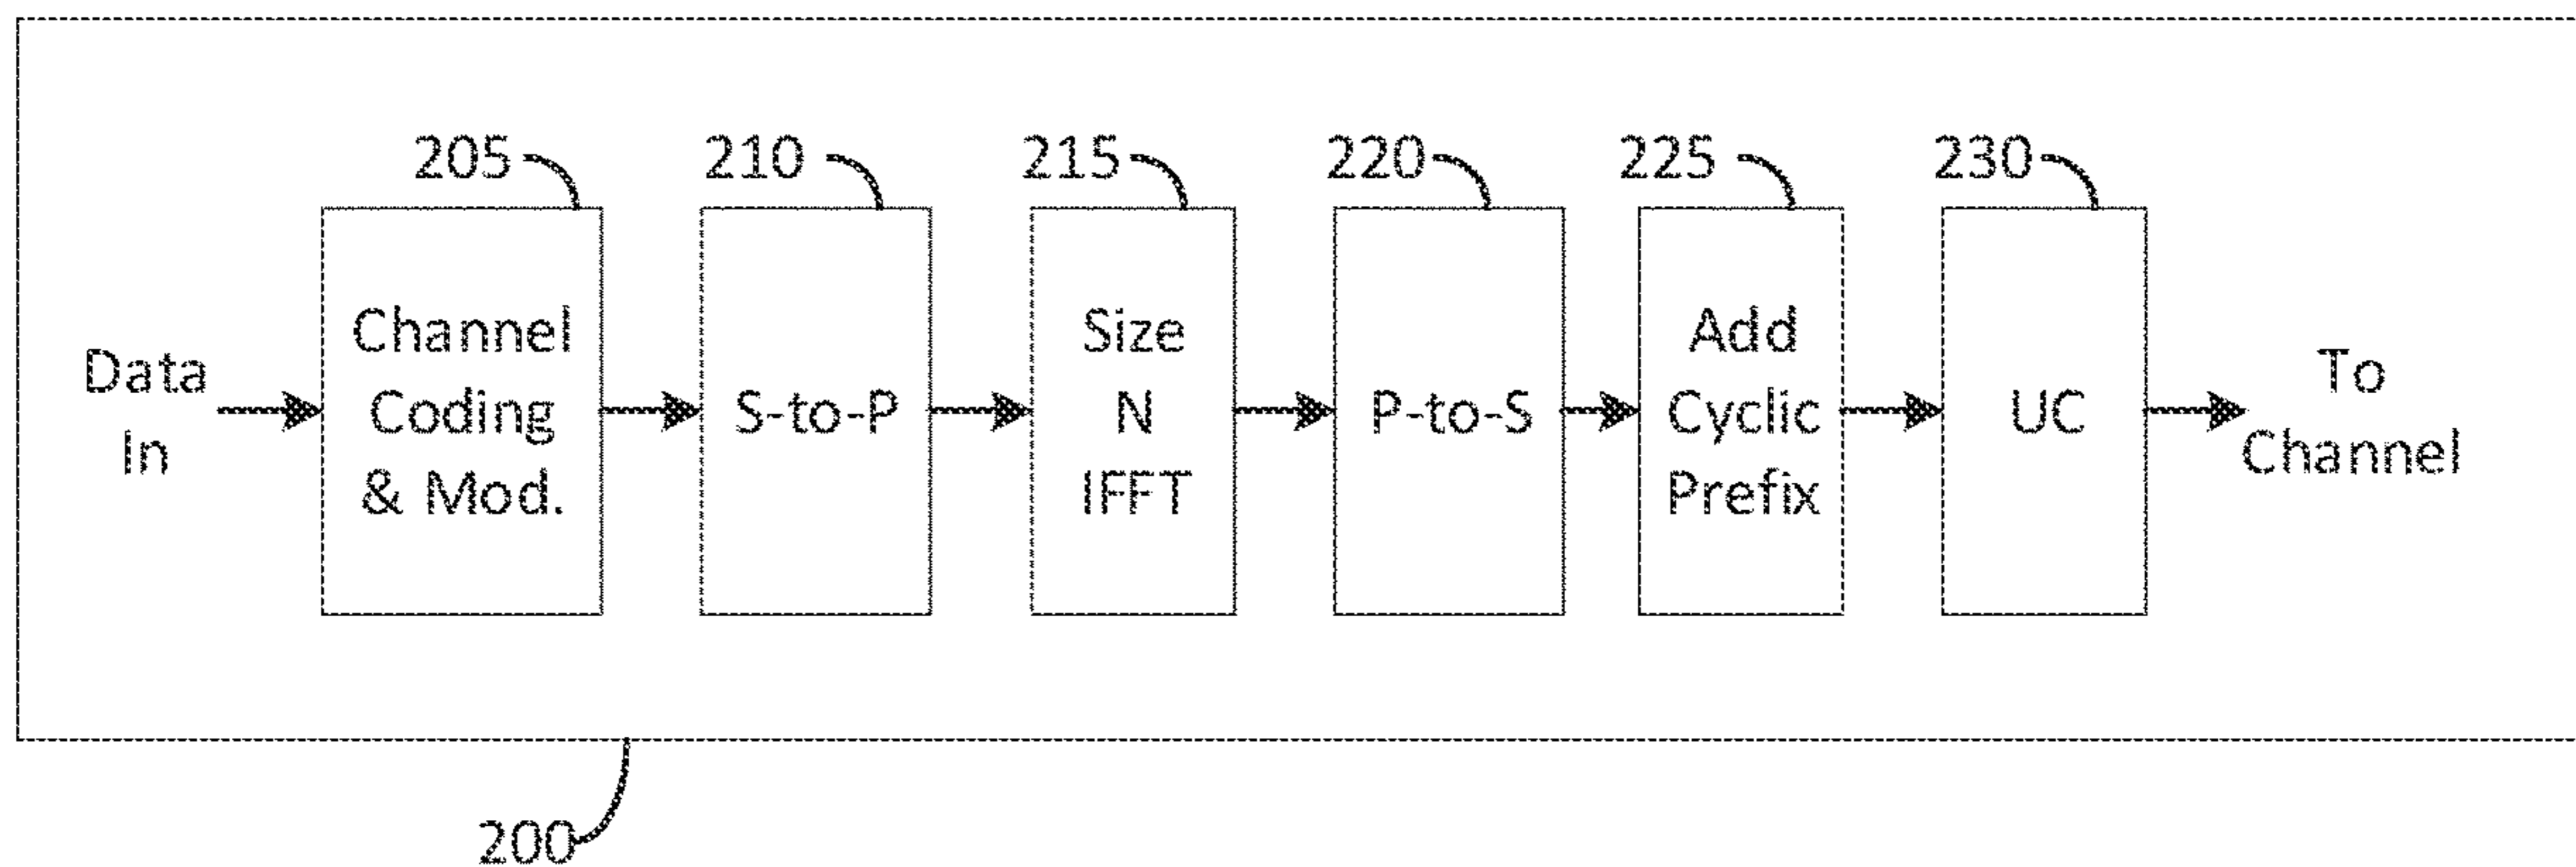 205
210
215
220
225
230
Data
In
Channel
Coding
& Mod.
S-to-P
Size
N
IFFT
P-to-S
Add
Cyclic
Prefix
UC
To
Channel
200